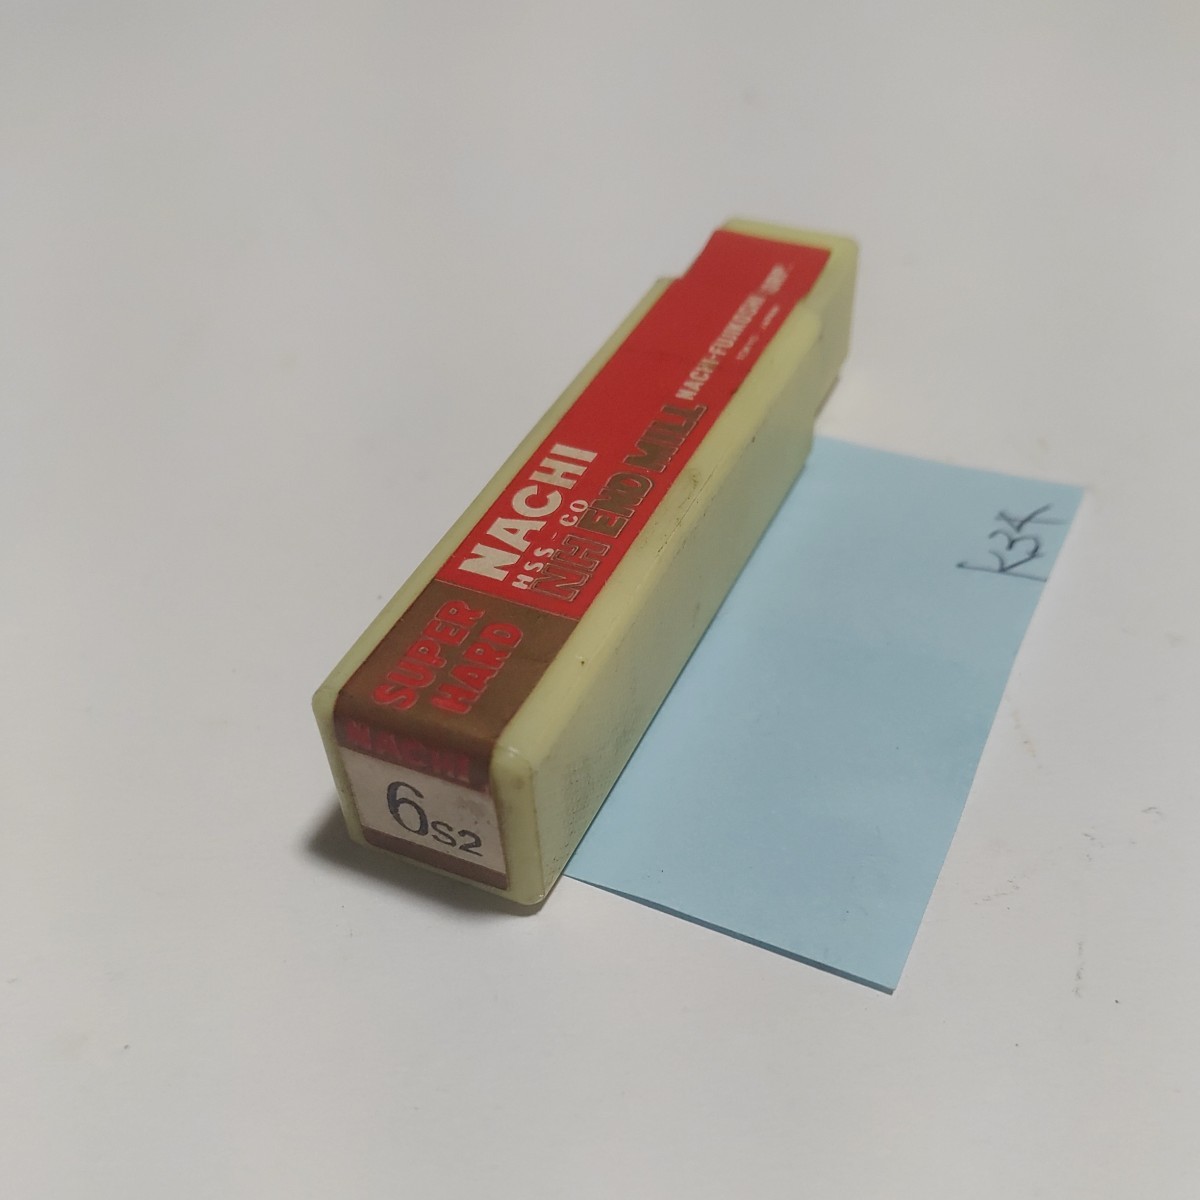 NACHI
HSS-CO
NH END MILL
NACHI-FUJIKOSHI CORP.
SUPER
HARD
NACHI
6S2